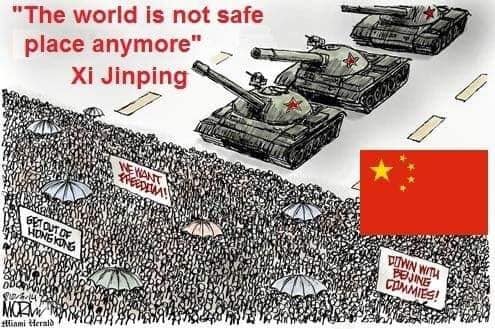 "The world is not safe
place anymore"
Xi Jinping
WE WANT
FREEDOM!
GET OUT OF
HONG KONG
DOWN WITH
BEIJING
COMMIES!
MORIN
Miami Herald